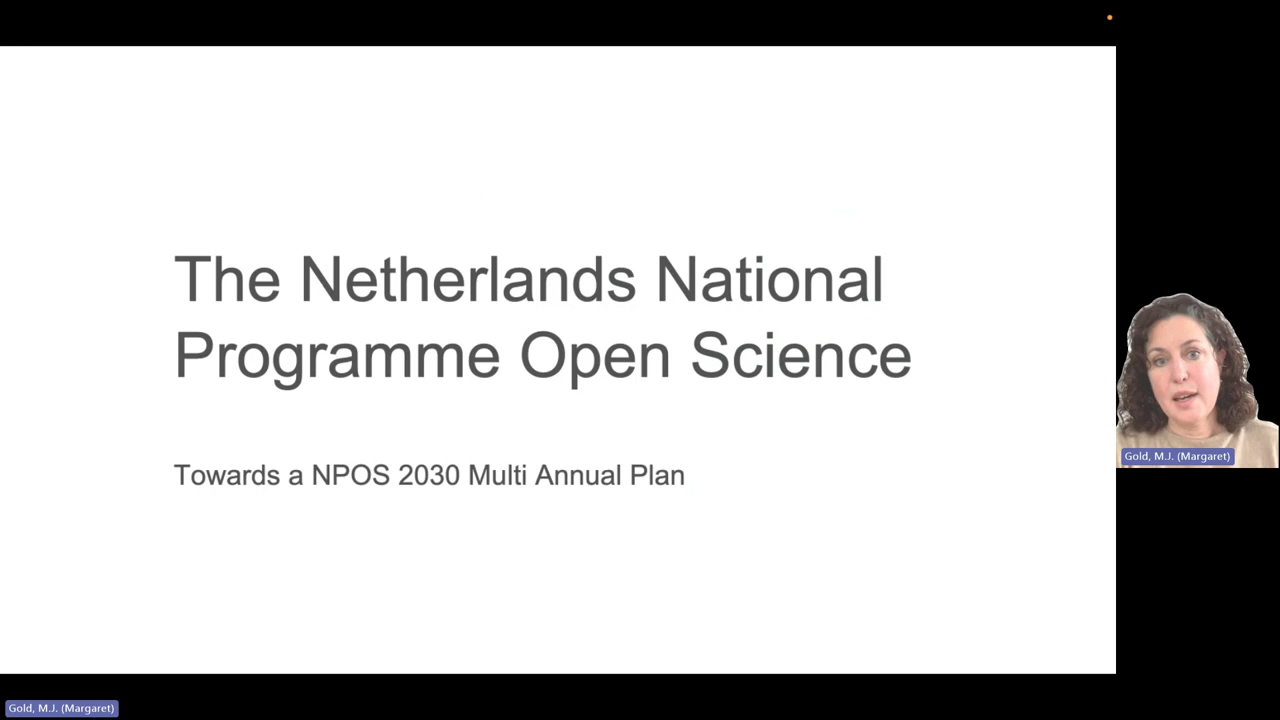 The Netherlands National
Programme Open Science
Towards a NPOS 2030 Multi Annual Plan
Gold, M.J. (Margaret)
Gold, M.J. (Margaret)